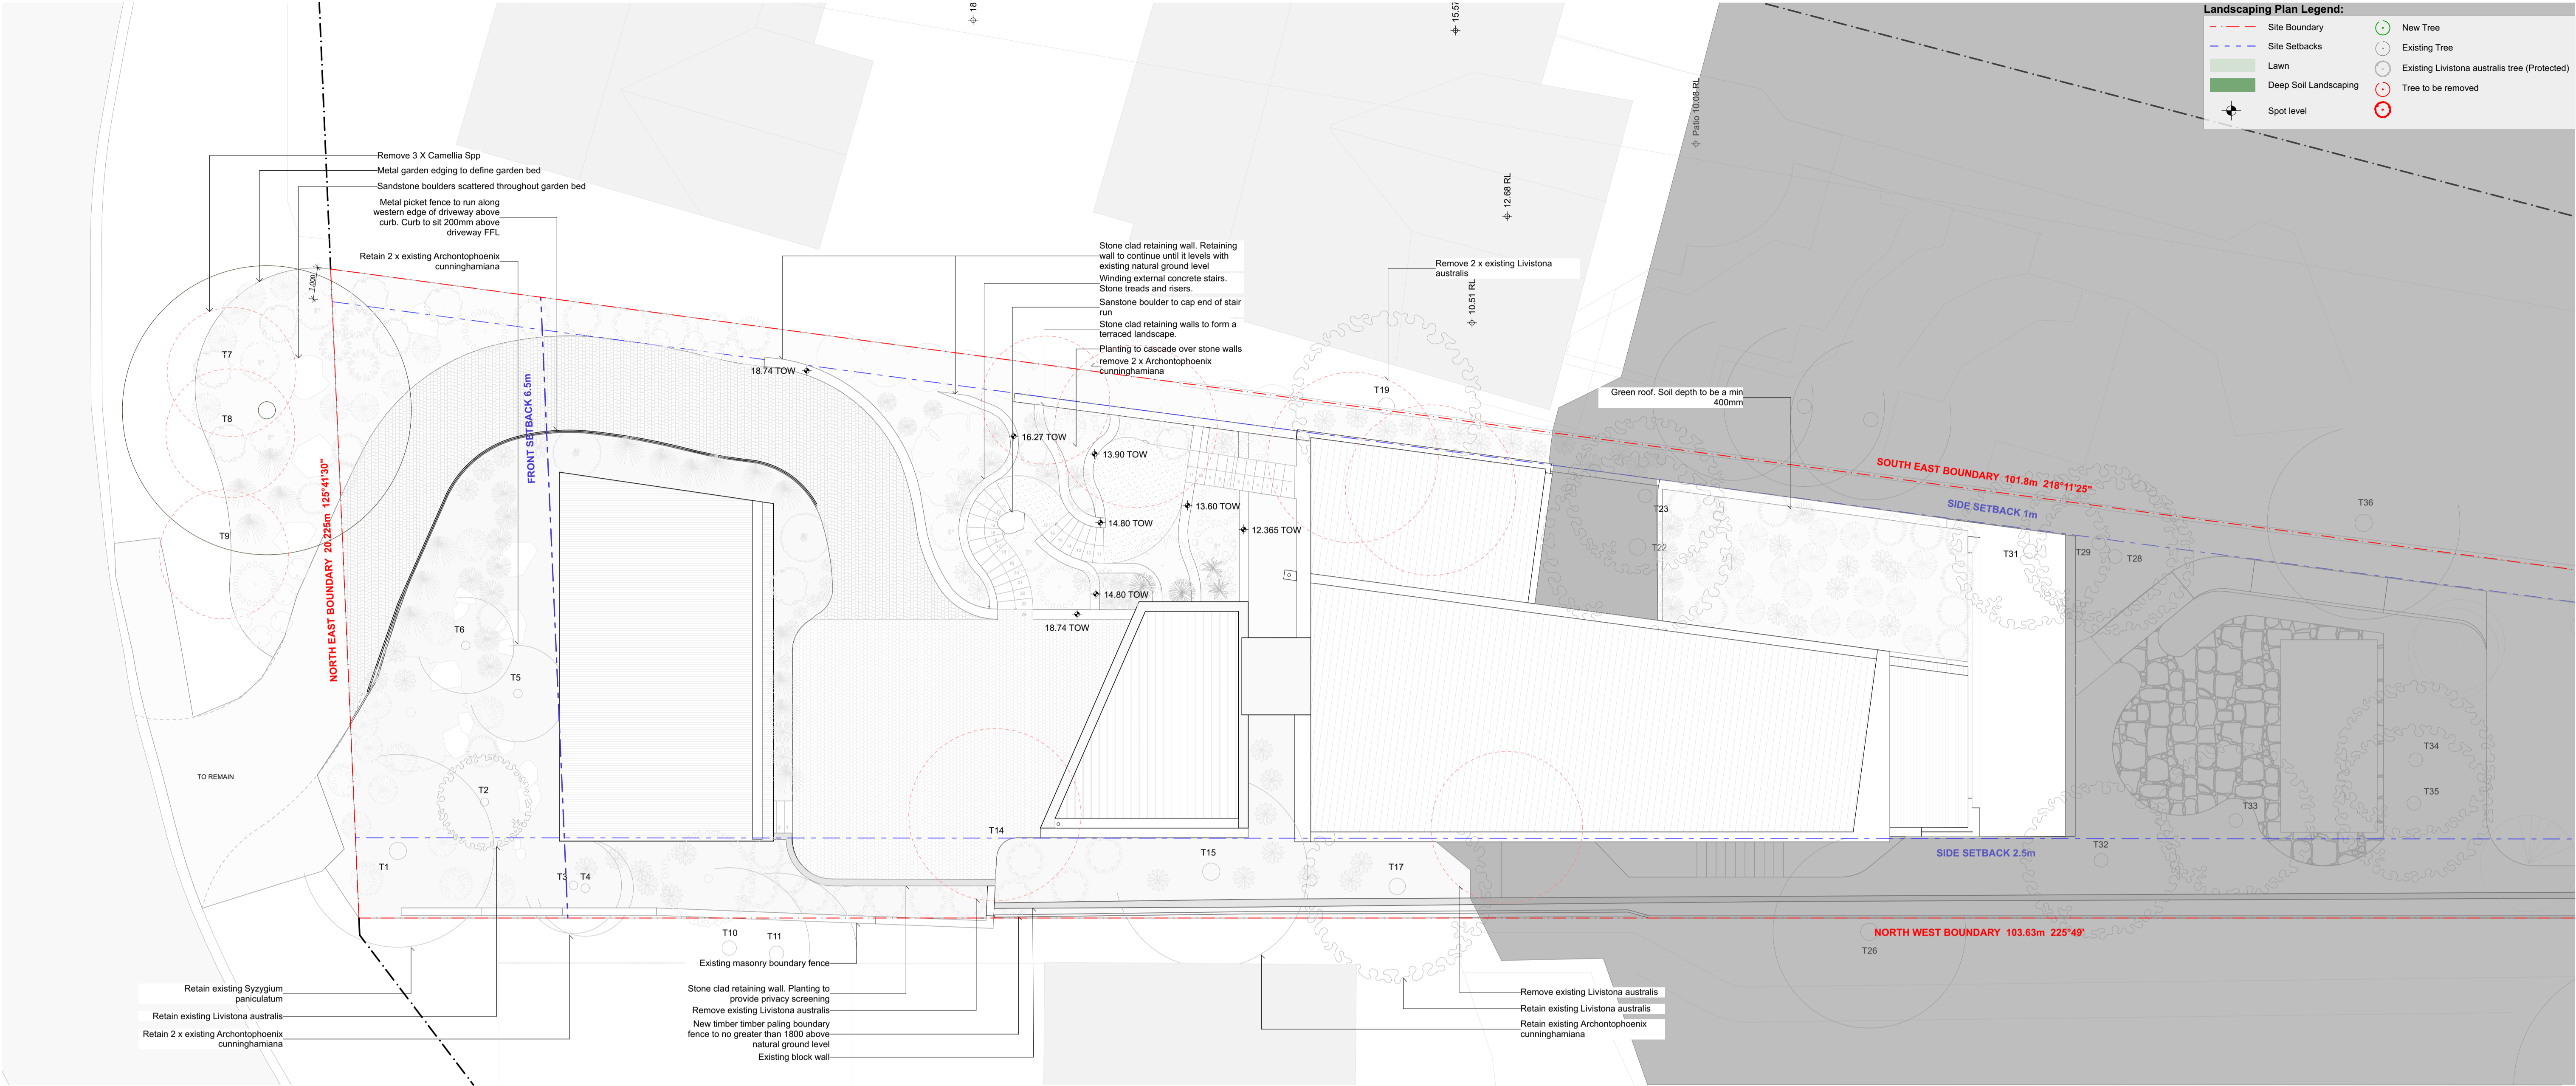 Landscaping Plan Legend:
Site Boundary
Site Setbacks
Lawn
Deep Soil Landscaping
Spot level
New Tree
Existing Tree
Existing Livistona australis tree (Protected)
Tree to be removed
18
15.57
Patio 10.08 RL
12.68 RL
10.51 RL
Remove 3 X Camellia Spp
Metal garden edging to define garden bed
Sandstone boulders scattered throughout garden bed
Metal picket fence to run along
western edge of driveway above
curb. Curb to sit 200mm above
driveway FFL
Retain 2 x existing Archontophoenix
cunninghamiana
1,000
Stone clad retaining wall. Retaining
wall to continue until it levels with
existing natural ground level
Winding external concrete stairs.
Stone treads and risers.
Sanstone boulder to cap end of stair
run
Stone clad retaining walls to form a
terraced landscape.
Planting to cascade over stone walls
remove 2 x Archontophoenix
cunninghamiana
Remove 2 x existing Livistona
australis
Green roof. Soil depth to be a min
400mm
T7
T8
T9
T6
T5
T2
T1
T3
T4
T10
T11
T14
T15
T17
T19
T23
T22
T31
T29
T28
T36
T34
T35
T33
T32
T26
18.74 TOW
16.27 TOW
13.90 TOW
14.80 TOW
13.60 TOW
12.365 TOW
14.80 TOW
18.74 TOW
FRONT SETBACK 6.5m
NORTH EAST BOUNDARY 20.225m 125°41'30"
SOUTH EAST BOUNDARY 101.8m 218°11'25"
SIDE SETBACK 1m
SIDE SETBACK 2.5m
NORTH WEST BOUNDARY 103.63m 225°49'
TO REMAIN
Existing masonry boundary fence
Stone clad retaining wall. Planting to
provide privacy screening
Remove existing Livistona australis
New timber timber paling boundary
fence to no greater than 1800 above
natural ground level
Existing block wall
Retain existing Syzygium
paniculatum
Retain existing Livistona australis
Retain 2 x existing Archontophoenix
cunninghamiana
Remove existing Livistona australis
Retain existing Livistona australis
Retain existing Archontophoenix
cunninghamiana